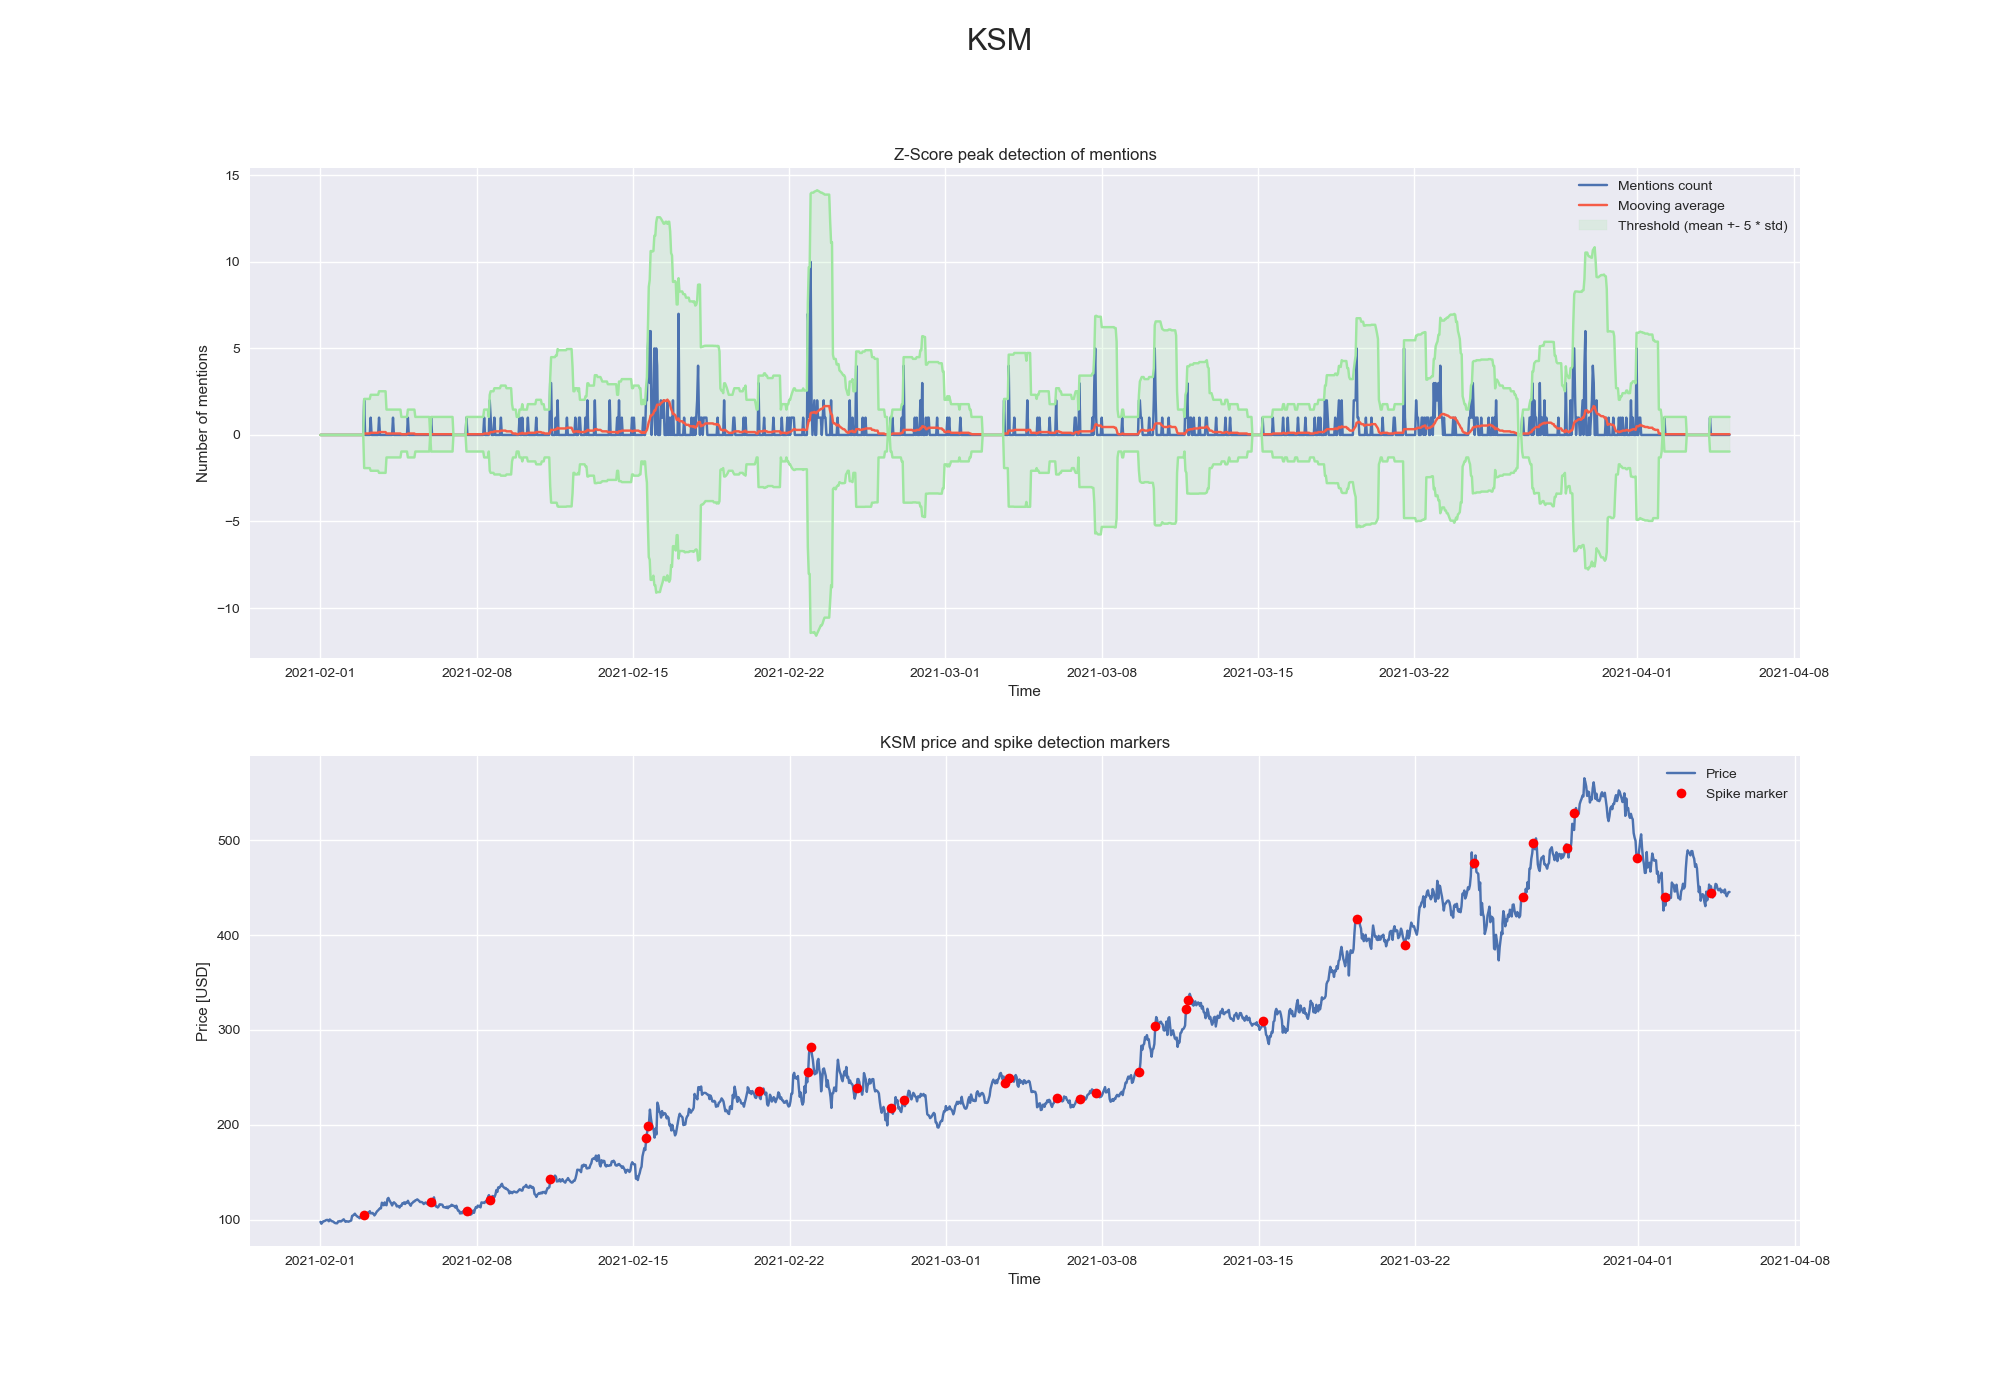 KSM
Z-Score peak detection of mentions
Mentions count
Mooving average
Threshold (mean +- 5 * std)
15
10
5
0
−5
−10
Number of mentions
2021-02-01 2021-02-08 2021-02-15 2021-02-22 2021-03-01 2021-03-08 2021-03-15 2021-03-22 2021-04-01 2021-04-08
Time
KSM price and spike detection markers
Price
Spike marker
500
400
300
200
100
Price [USD]
2021-02-01 2021-02-08 2021-02-15 2021-02-22 2021-03-01 2021-03-08 2021-03-15 2021-03-22 2021-04-01 2021-04-08
Time